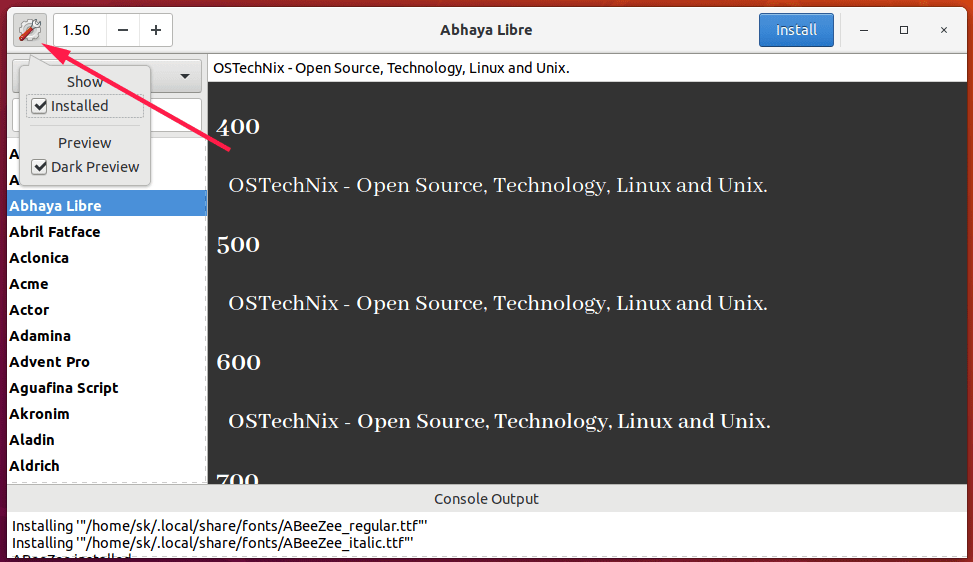 1.50
Abhaya Libre
Install
Show
Installed
Preview
Dark Preview
OSTechNix - Open Source, Technology, Linux and Unix.
A
A
Abhaya Libre
Abril Fatface
Aclonica
Acme
Actor
Adamina
Advent Pro
Aguafina Script
Akronim
Aladin
Aldrich
400
OSTechNix - Open Source, Technology, Linux and Unix.
500
OSTechNix - Open Source, Technology, Linux and Unix.
600
OSTechNix - Open Source, Technology, Linux and Unix.
700
Console Output
Installing '"/home/sk/.local/share/fonts/ABeeZee_regular.ttf"'
Installing '"/home/sk/.local/share/fonts/ABeeZee_italic.ttf"'
ABeeZee installed